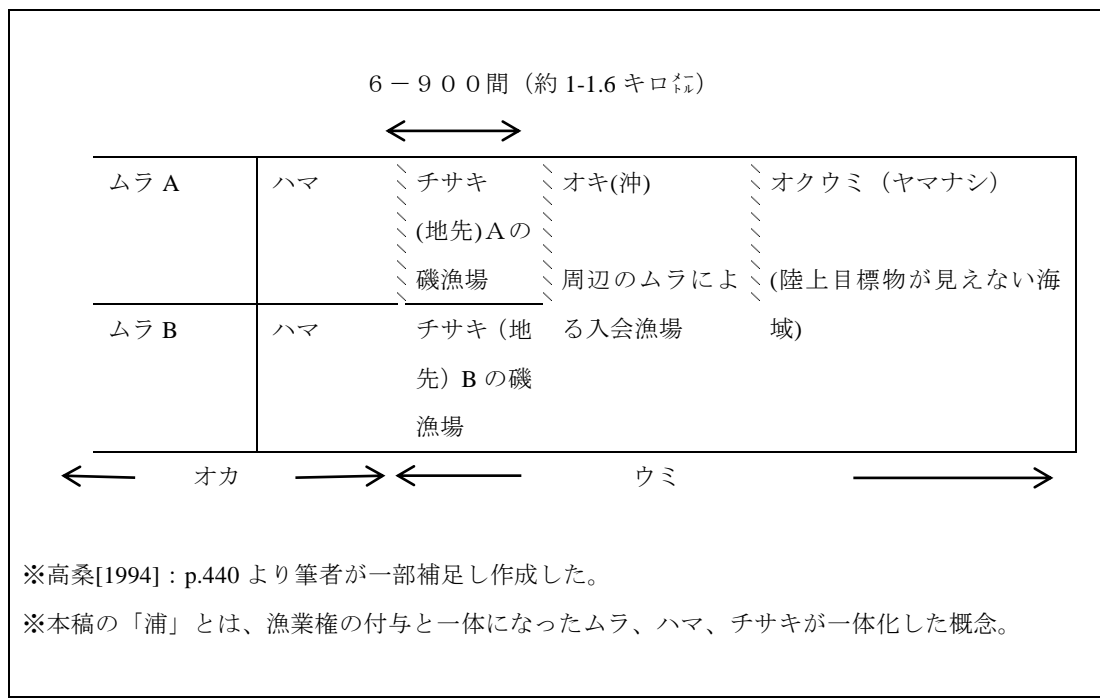 6－900間（約 1-1.6 キロ㍍）
ムラ A ハマ チサキ オキ(沖) オクウミ（ヤマナシ）
(地先)Aの
磯漁場 周辺のムラによ (陸上目標物が見えない海
ムラ B ハマ チサキ（地 る入会漁場 域)
先）B の磯
漁場
オカ ウミ
※高桑[1994]：p.440 より筆者が一部補足し作成した。
※本稿の「浦」とは、漁業権の付与と一体になったムラ、ハマ、チサキが一体化した概念。